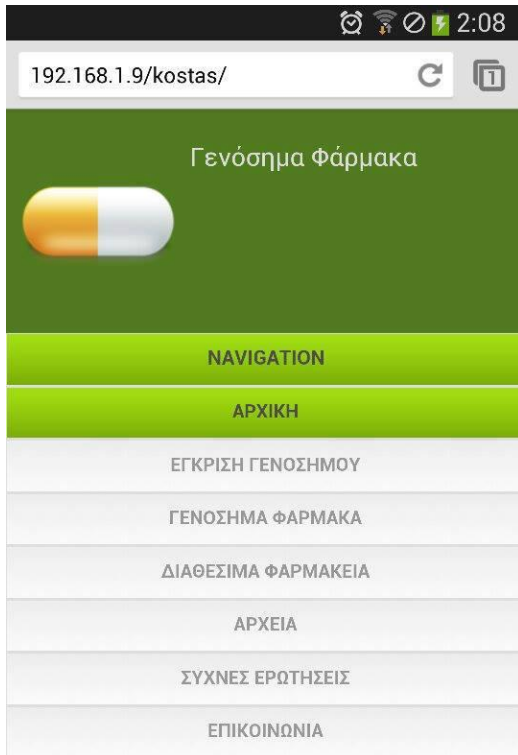 2:08
192.168.1.9/kostas/
1
Γενόσημα Φάρμακα
NAVIGATION
ΑΡΧΙΚΗ
ΕΓΚΡΙΣΗ ΓΕΝΟΣΗΜΟΥ
ΓΕΝΟΣΗΜΑ ΦΑΡΜΑΚΑ
ΔΙΑΘΕΣΙΜΑ ΦΑΡΜΑΚΕΙΑ
ΑΡΧΕΙΑ
ΣΥΧΝΕΣ ΕΡΩΤΗΣΕΙΣ
ΕΠΙΚΟΙΝΩΝΙΑ